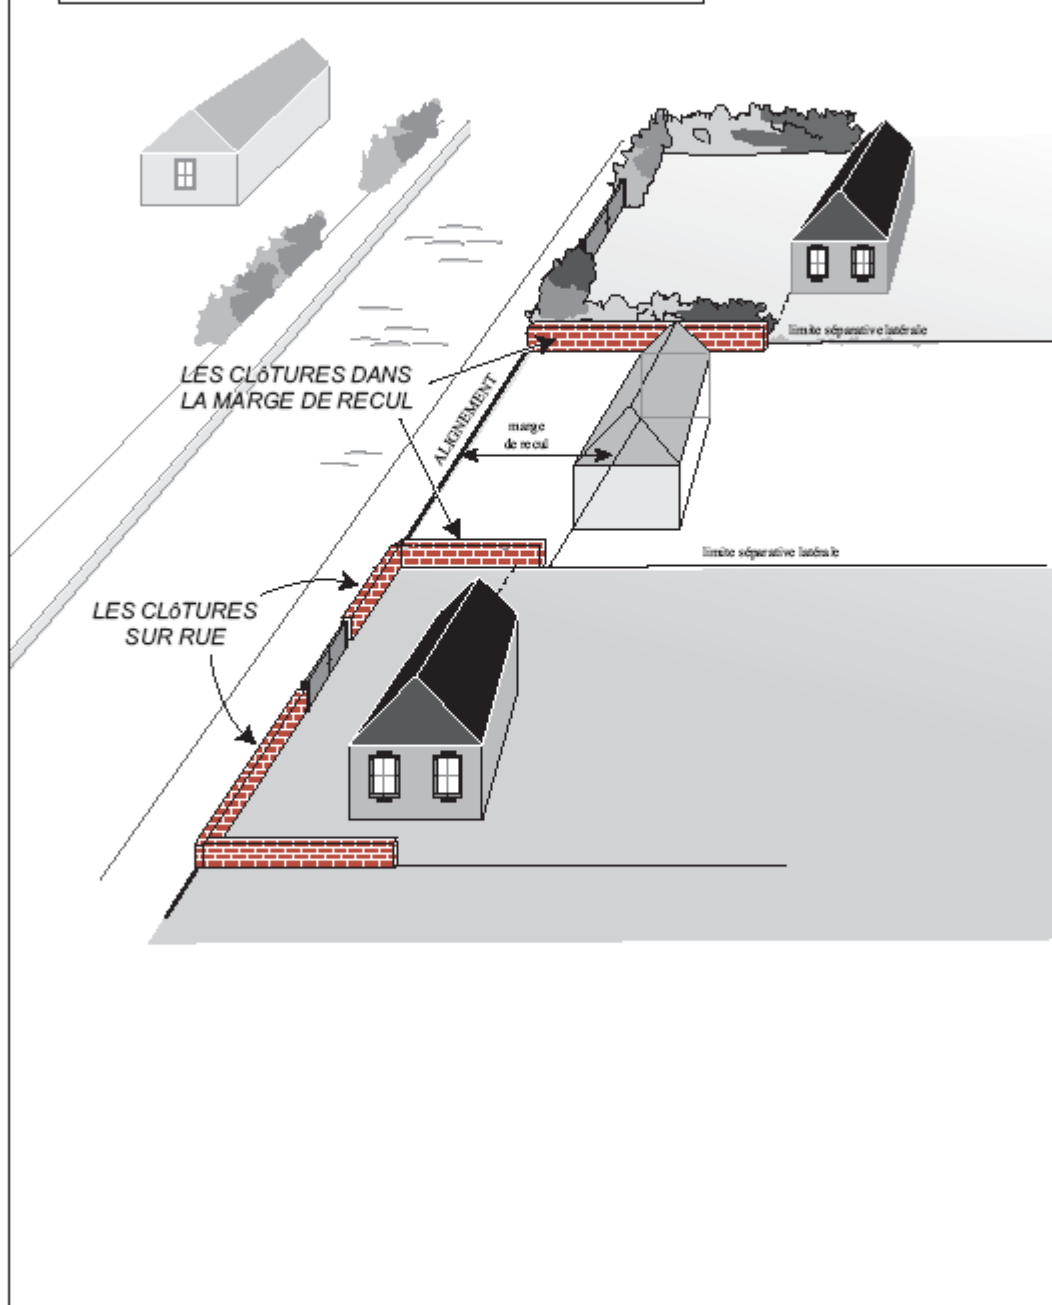 limite séparative latérale
LES CLôTURES DANS
LA MARGE DE RECUL
ALIGNEMENT
marge
de recul
limite séparative latérale
LES CLôTURES
SUR RUE